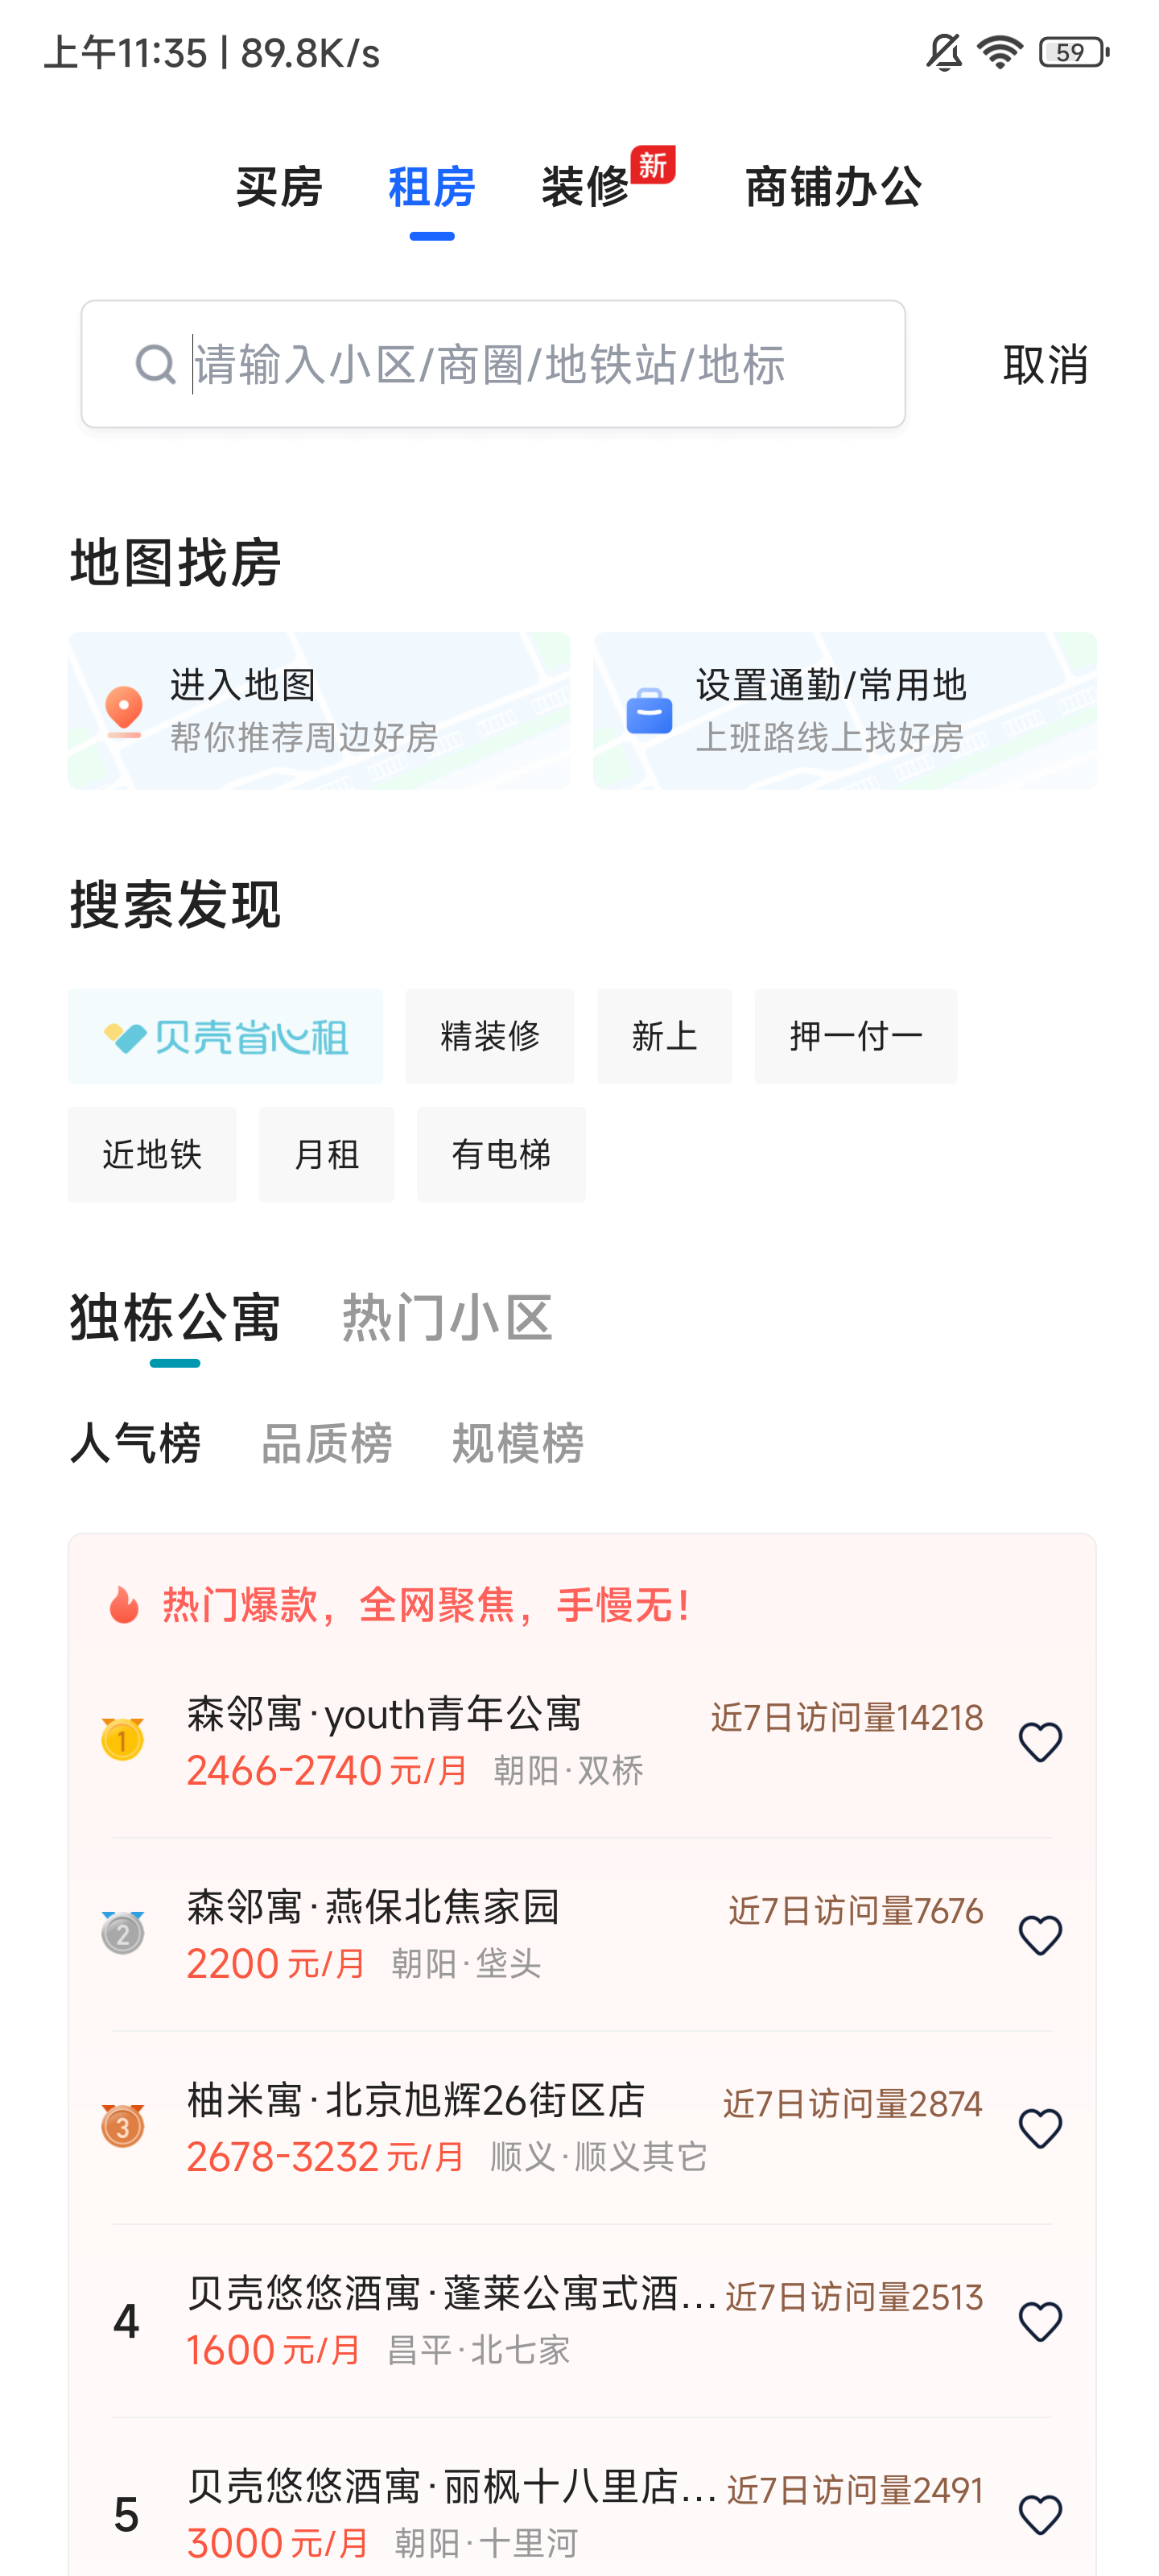 上午11:35 | 89.8K/s
59
买房 租房 装修 新 商铺办公
请输入小区/商圈/地铁站/地标 取消
地图找房
进入地图
帮你推荐周边好房
设置通勤/常用地
上班路线上找好房
搜索发现
贝壳省心租 精装修 新上 押一付一
近地铁 月租 有电梯
独栋公寓 热门小区
人气榜 品质榜 规模榜
热门爆款，全网聚焦，手慢无！
1 森邻寓·youth青年公寓 近7日访问量14218
2466-2740 元/月 朝阳·双桥
2 森邻寓·燕保北焦家园 近7日访问量7676
2200 元/月 朝阳·垡头
3 柚米寓·北京旭辉26街区店 近7日访问量2874
2678-3232 元/月 顺义·顺义其它
4 贝壳悠悠酒寓·蓬莱公寓式酒... 近7日访问量2513
1600 元/月 昌平·北七家
5 贝壳悠悠酒寓·丽枫十八里店... 近7日访问量2491
3000 元/月 朝阳·十里河